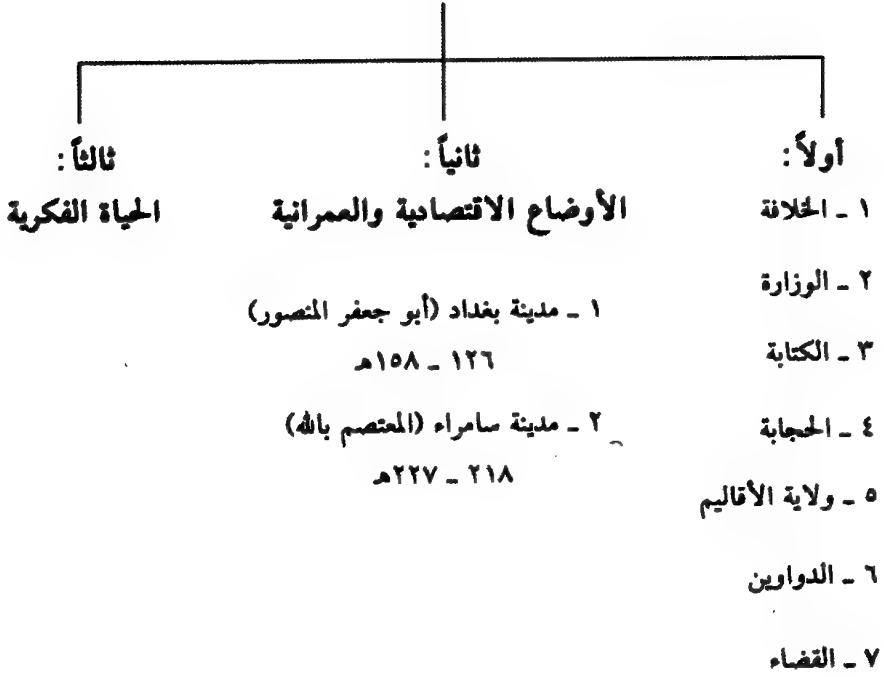 أولاً:
١ ـ الخلافة
٢ ـ الوزارة
٣ ـ الكتابة
٤ ـ الحجابة
٥ ـ ولاية الأقاليم
٦ ـ الدواوين
٧ ـ القضاء
ثانياً:
الأوضاع الاقتصادية والعمرانية
١ ـ مدينة بغداد (أبو جعفر المنصور)
١٢٦ ـ ١٥٨هـ
٢ ـ مدينة سامراء (المعتصم بالله)
٢١٨ ـ ٢٢٧هـ
ثالثاً:
الحياة الفكرية